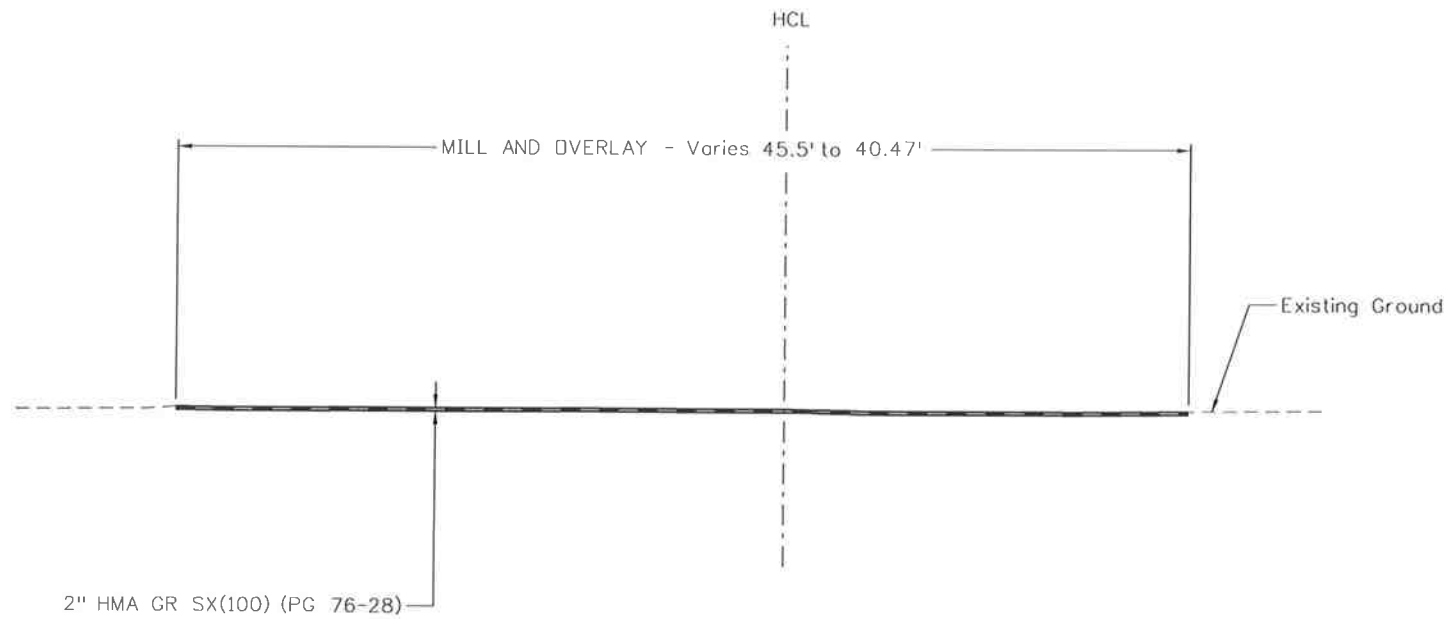 HCL
MILL AND OVERLAY - Varies 45.5' to 40.47'
Existing Ground
2" HMA GR SX(100) (PG 76-28)